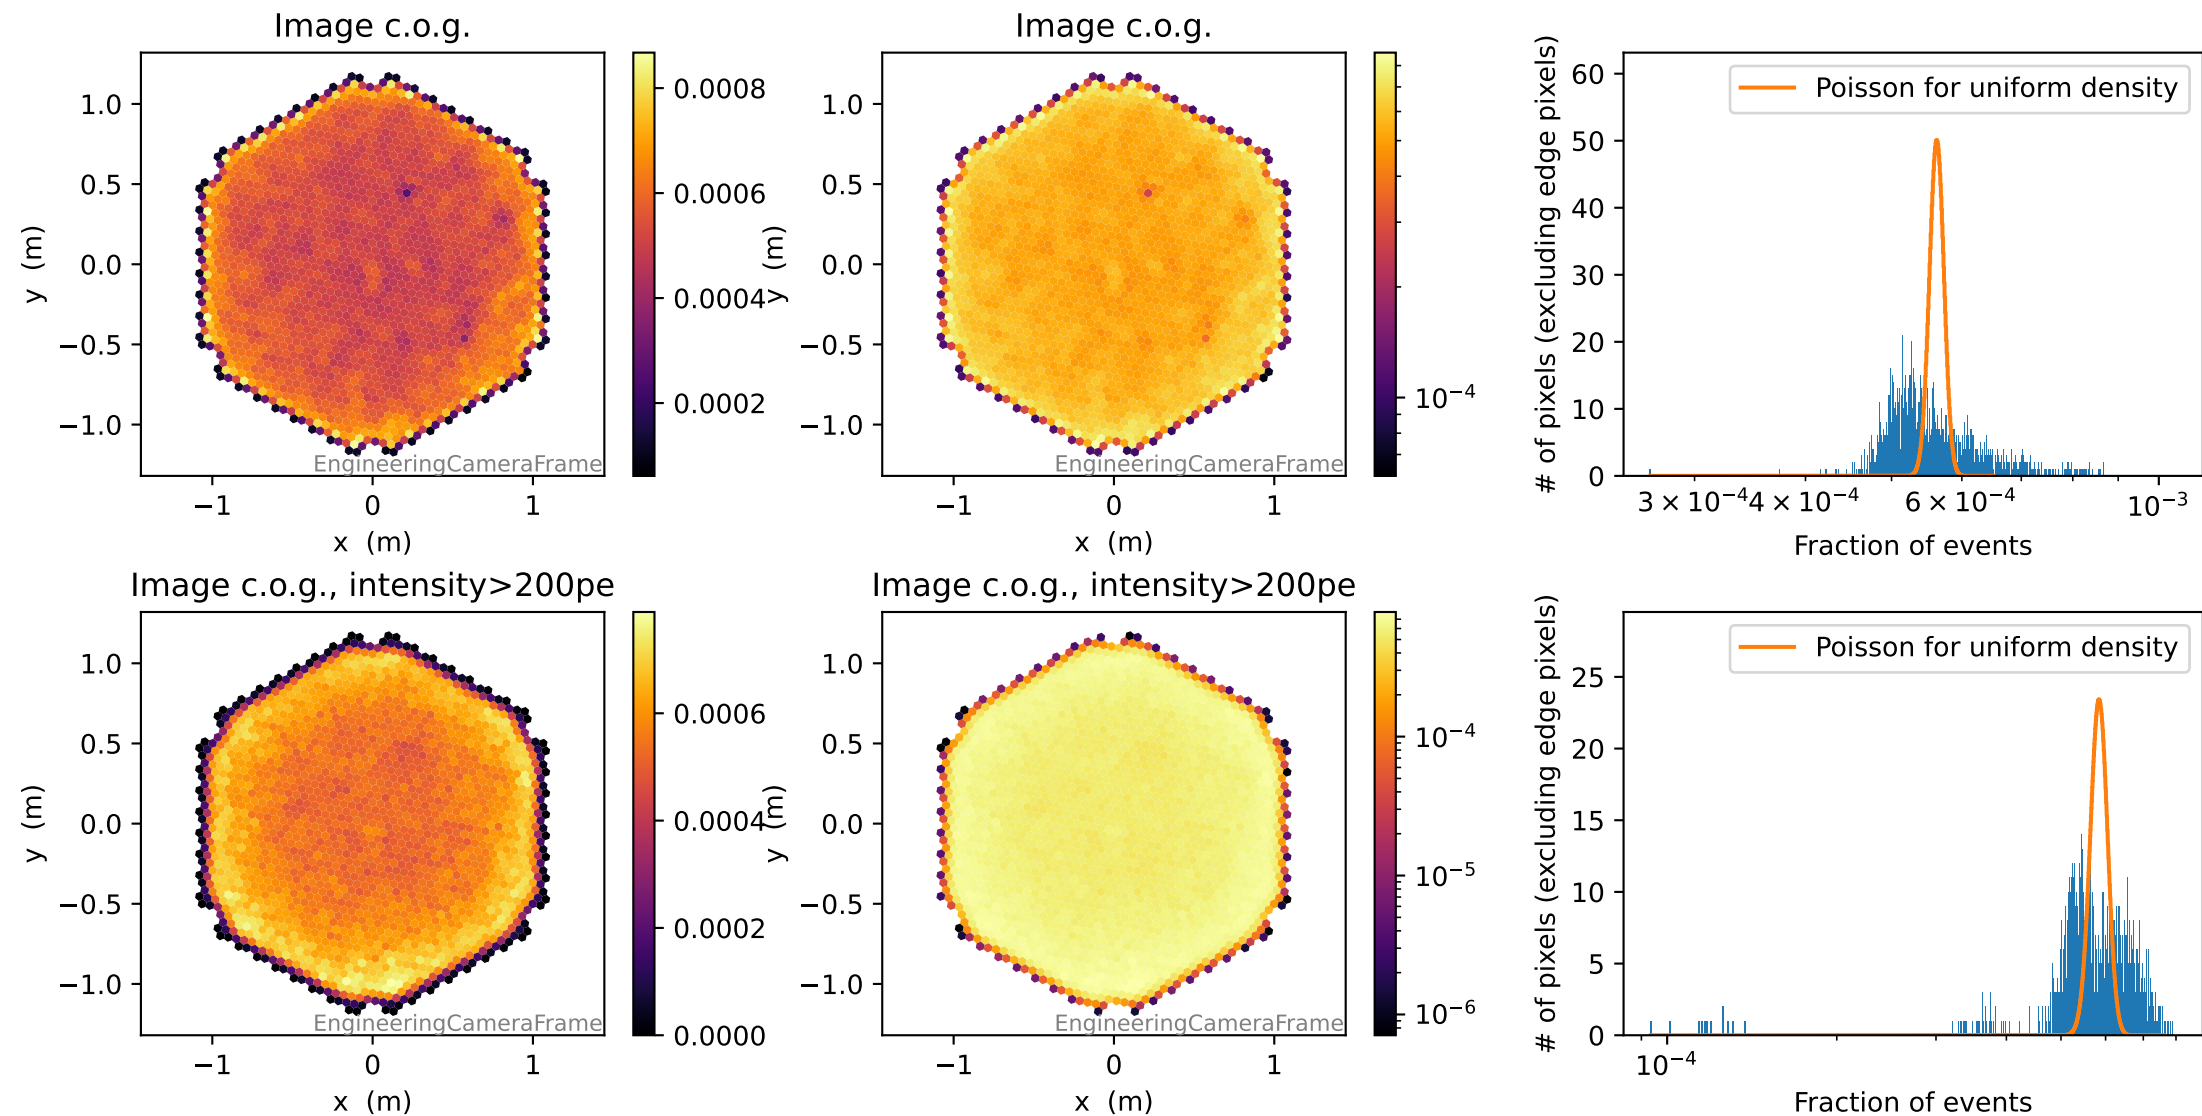 Image c.o.g.
1.0
0.5
0.0
−0.5
−1.0
y (m)
−1
0
1
x (m)
EngineeringCameraFrame
0.0008
0.0006
0.0004
0.0002
Image c.o.g.
1.0
0.5
0.0
−0.5
−1.0
y (m)
−1
0
1
x (m)
EngineeringCameraFrame
10⁻⁴
Poisson for uniform density
60
50
40
30
20
10
0
# of pixels (excluding edge pixels)
3 × 10⁻⁴
4 × 10⁻⁴
6 × 10⁻⁴
10⁻³
Fraction of events
Image c.o.g., intensity>200pe
1.0
0.5
0.0
−0.5
−1.0
y (m)
−1
0
1
x (m)
EngineeringCameraFrame
0.0006
0.0004
0.0002
0.0000
Image c.o.g., intensity>200pe
1.0
0.5
0.0
−0.5
−1.0
y (m)
−1
0
1
x (m)
EngineeringCameraFrame
10⁻⁴
10⁻⁵
10⁻⁶
Poisson for uniform density
25
20
15
10
5
0
# of pixels (excluding edge pixels)
10⁻⁴
Fraction of events